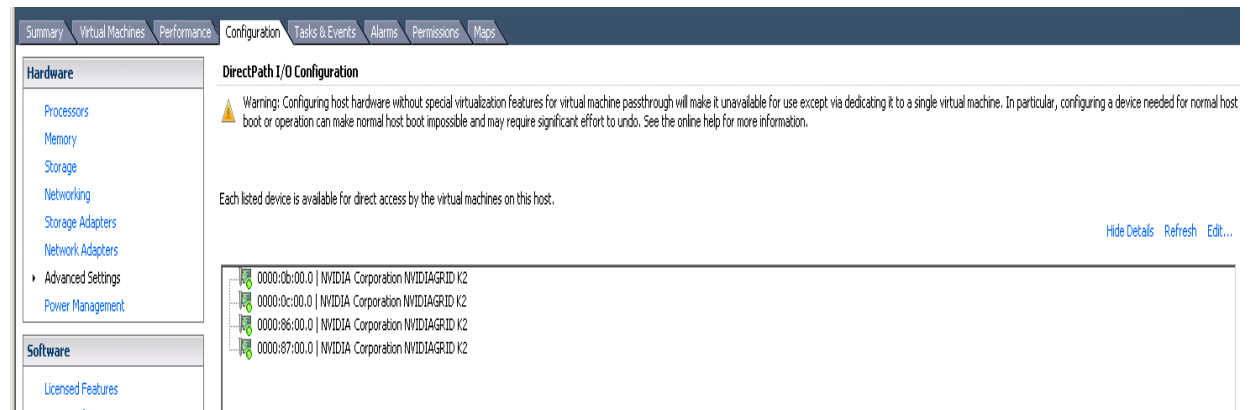 Summary Virtual Machines Performance Configuration Tasks & Events Alarms Permissions Maps
Hardware
Processors
Memory
Storage
Networking
Storage Adapters
Network Adapters
Advanced Settings
Power Management
Software
Licensed Features
DirectPath I/O Configuration
Warning: Configuring host hardware without special virtualization features for virtual machine passthrough will make it unavailable for use except via dedicating it to a single virtual machine. In particular, configuring a device needed for normal host
boot or operation can make normal host boot impossible and may require significant effort to undo. See the online help for more information.
Each listed device is available for direct access by the virtual machines on this host.
Hide Details Refresh Edit...
0000:0b:00.0 | NVIDIA Corporation NVIDIAGRID K2
0000:0c:00.0 | NVIDIA Corporation NVIDIAGRID K2
0000:86:00.0 | NVIDIA Corporation NVIDIAGRID K2
0000:87:00.0 | NVIDIA Corporation NVIDIAGRID K2